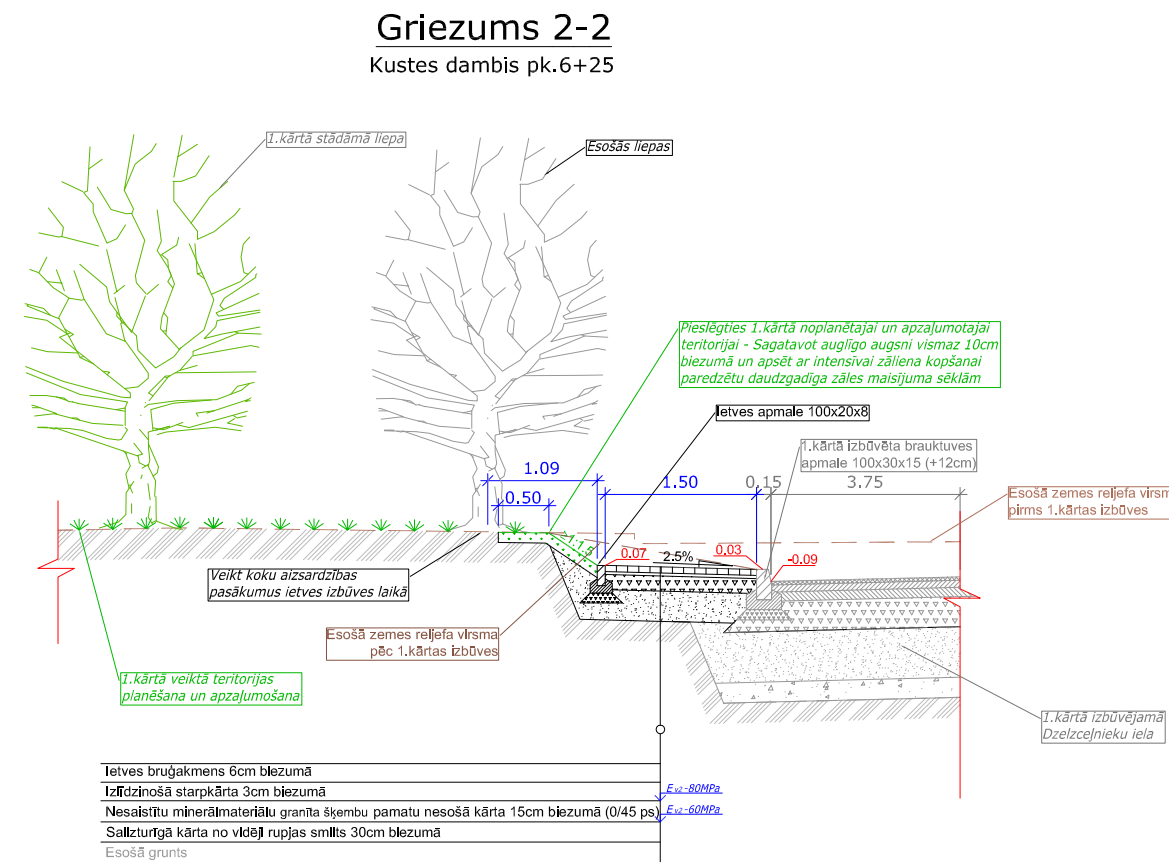 Griezums 2-2
Kustes dambis pk.6+25
1.kārtā stādāmā liepa
Esošās liepas
Pieslēgties 1.kārtā noplanētajai un apzaļumotajai
teritorijai - Sagatavot auglīgo augsni vismaz 10cm
biezumā un apsēt ar intensīvai zāliena kopšanai
paredzētu daudzgadīga zāles maisījuma sēklām
Ietves apmale 100x20x8
1.kārtā izbūvēta brauktuves
apmale 100x30x15 (+12cm)
1.09
0.50
1.50
0.15
3.75
Esošā zemes reljefa virsm
pirms 1.kārtas izbūves
1:1.5
0.07
2.5%
0.03
-0.09
Veikt koku aizsardzības
pasākumus ietves izbūves laikā
Esošā zemes reljefa virsma
pēc 1.kārtas izbūves
1.kārtā veiktā teritorijas
planēšana un apzaļumošana
1.kārtā izbūvējamā
Dzelzceļnieku iela
Ietves bruģakmens 6cm biezumā
Izlīdzinošā starpkārta 3cm biezumā
Ev2-80MPa
Nesaistītu minerālmateriālu granīta šķembu pamatu nesošā kārta 15cm biezumā (0/45 ps)
Ev2-60MPa
Salizturīgā kārta no vidēji rupjas smilts 30cm biezumā
Esošā grunts